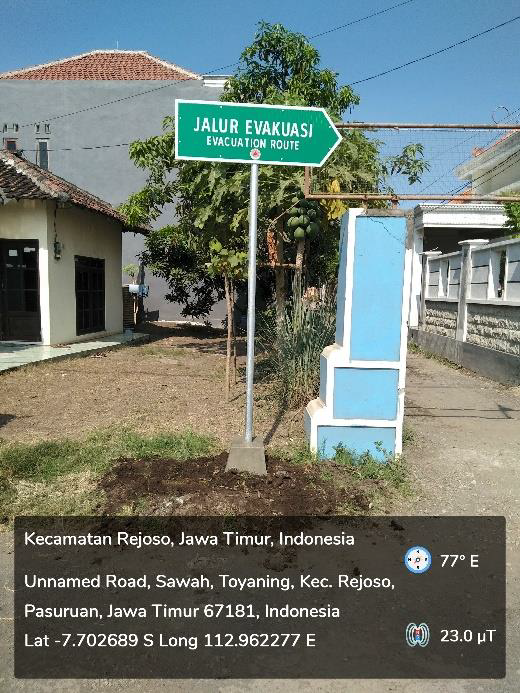 JALUR EVAKUASI
EVACUATION ROUTE
Kecamatan Rejoso, Jawa Timur, Indonesia
Unnamed Road, Sawah, Toyaning, Kec. Rejoso,
Pasuruan, Jawa Timur 67181, Indonesia
Lat -7.702689 S Long 112.962277 E
77° E
23.0 µT